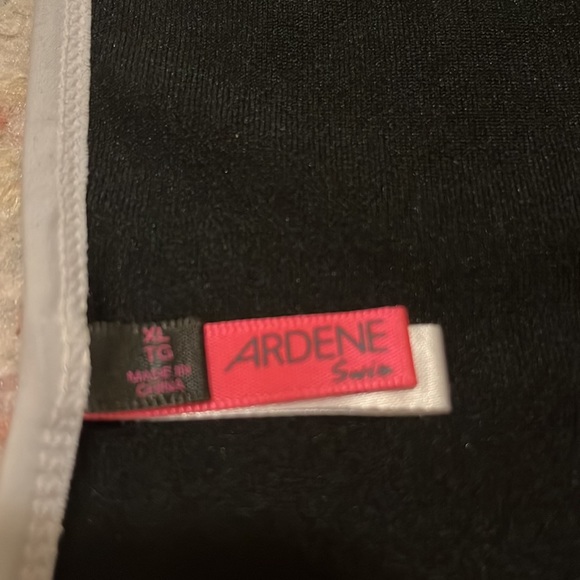 XL
TG
MADE IN
CHINA
ARDENE
Swim